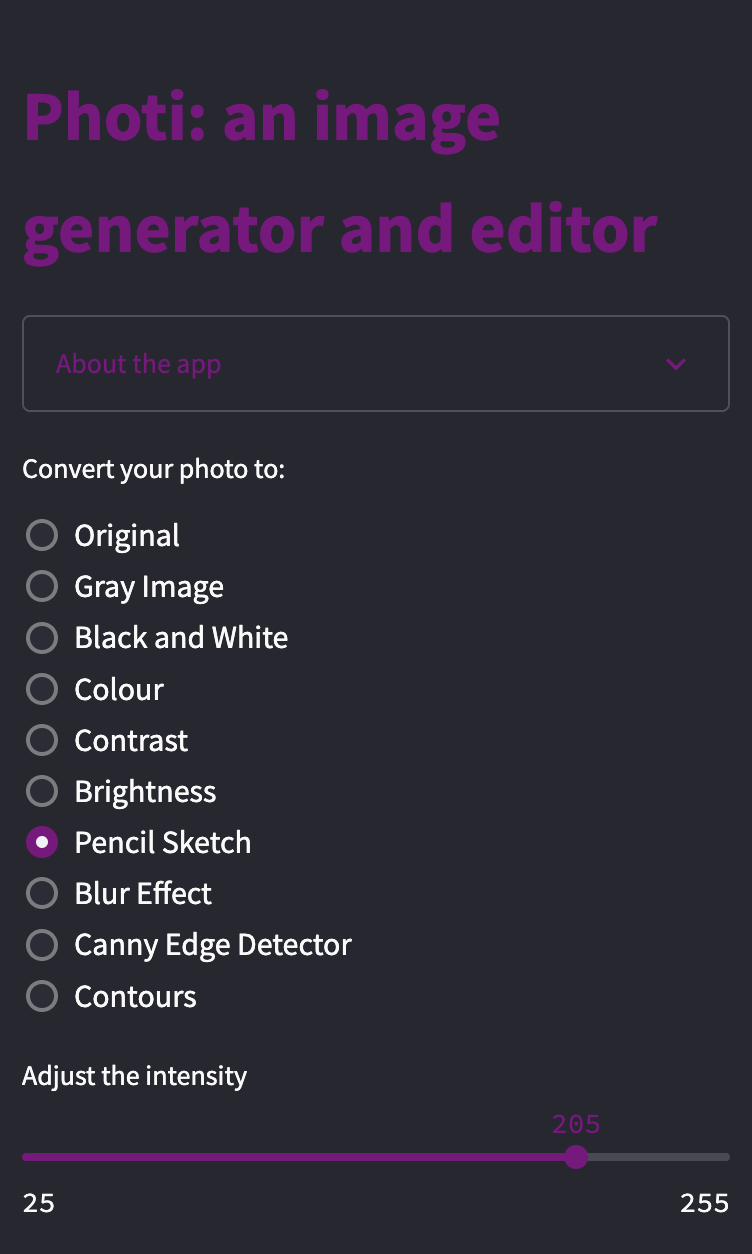 Photi: an image
generator and editor
About the app
Convert your photo to:
Original
Gray Image
Black and White
Colour
Contrast
Brightness
Pencil Sketch
Blur Effect
Canny Edge Detector
Contours
Adjust the intensity
205
25 255